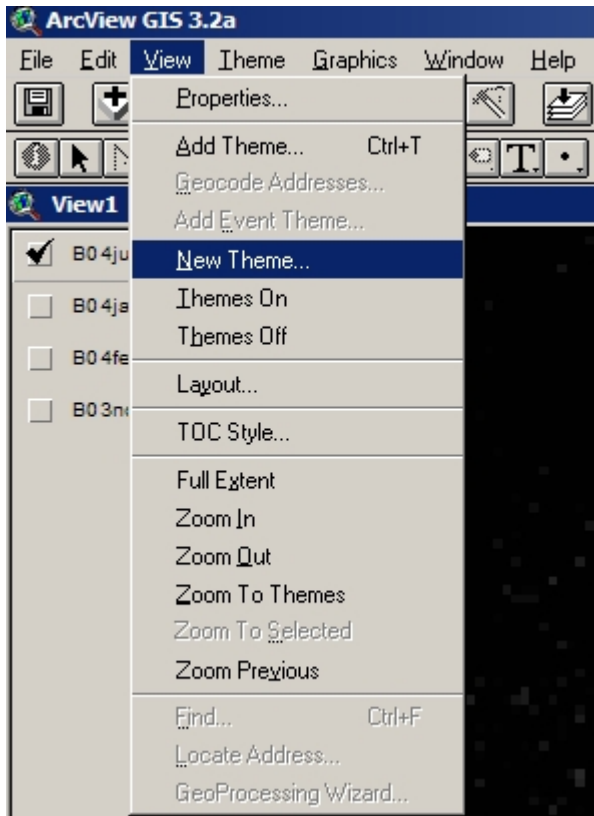 ArcView GIS 3.2a
File Edit View Theme Graphics Window Help
Properties...
Add Theme... Ctrl+T
Geocode Addresses...
Add Event Theme...
New Theme...
Themes On
Themes Off
Layout...
TOC Style...
Full Extent
Zoom In
Zoom Out
Zoom To Themes
Zoom To Selected
Zoom Previous
Find... Ctrl+F
Locate Address...
GeoProcessing Wizard...
T
View1
B04ju
B04ja
B04fe